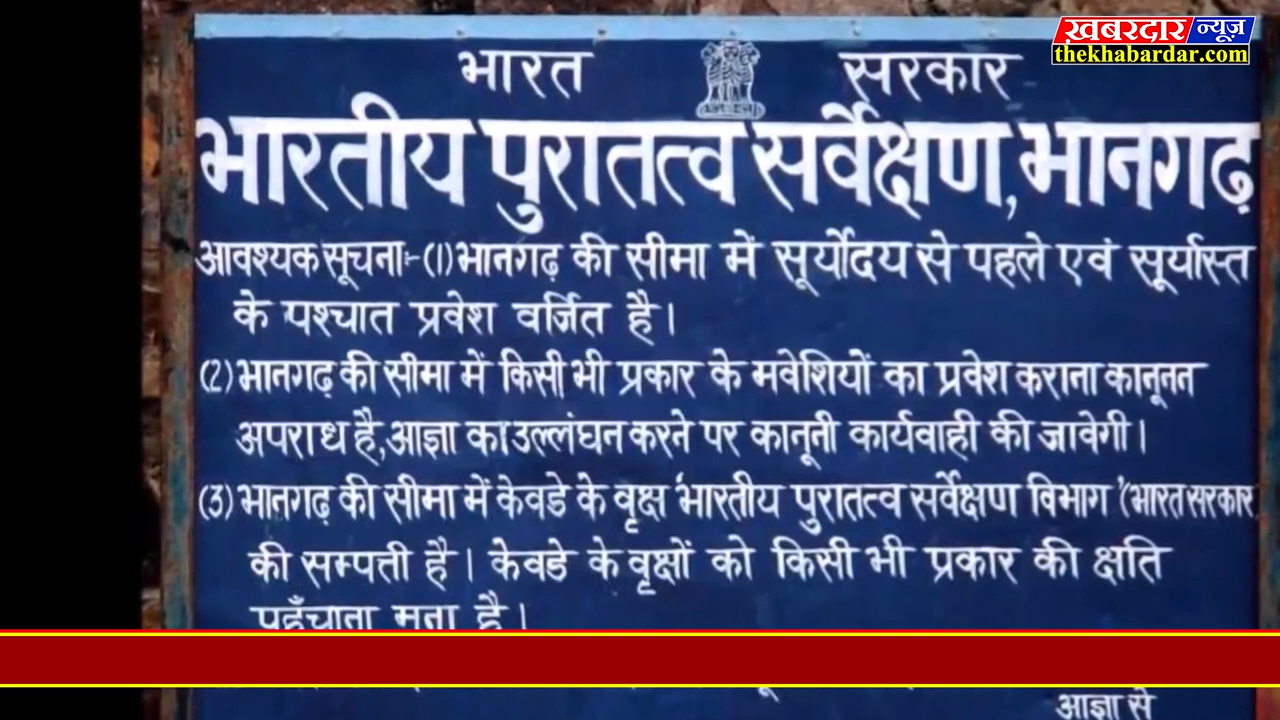 ख़बरदार न्यूज़
thekhabardar.com
भारत सरकार
भारतीय पुरातत्व सर्वेक्षण, भानगढ़
आवश्यक सूचनाः-(1) भानगढ़ की सीमा में सूर्योदय से पहले एवं सूर्यास्त
के पश्चात प्रवेश वर्जित है।
(2) भानगढ़ की सीमा में किसी भी प्रकार के मवेशियों का प्रवेश कराना कानूनन
अपराध है, आज्ञा का उल्लंघन करने पर कानूनी कार्यवाही की जावेगी।
(3) भानगढ़ की सीमा में केवडे के वृक्ष 'भारतीय पुरातत्व सर्वेक्षण विभाग '(भारत सरकार
की सम्पत्ती है। केवडे के वृक्षों को किसी भी प्रकार की क्षति
पहुँचाना मना है।
आज्ञा से